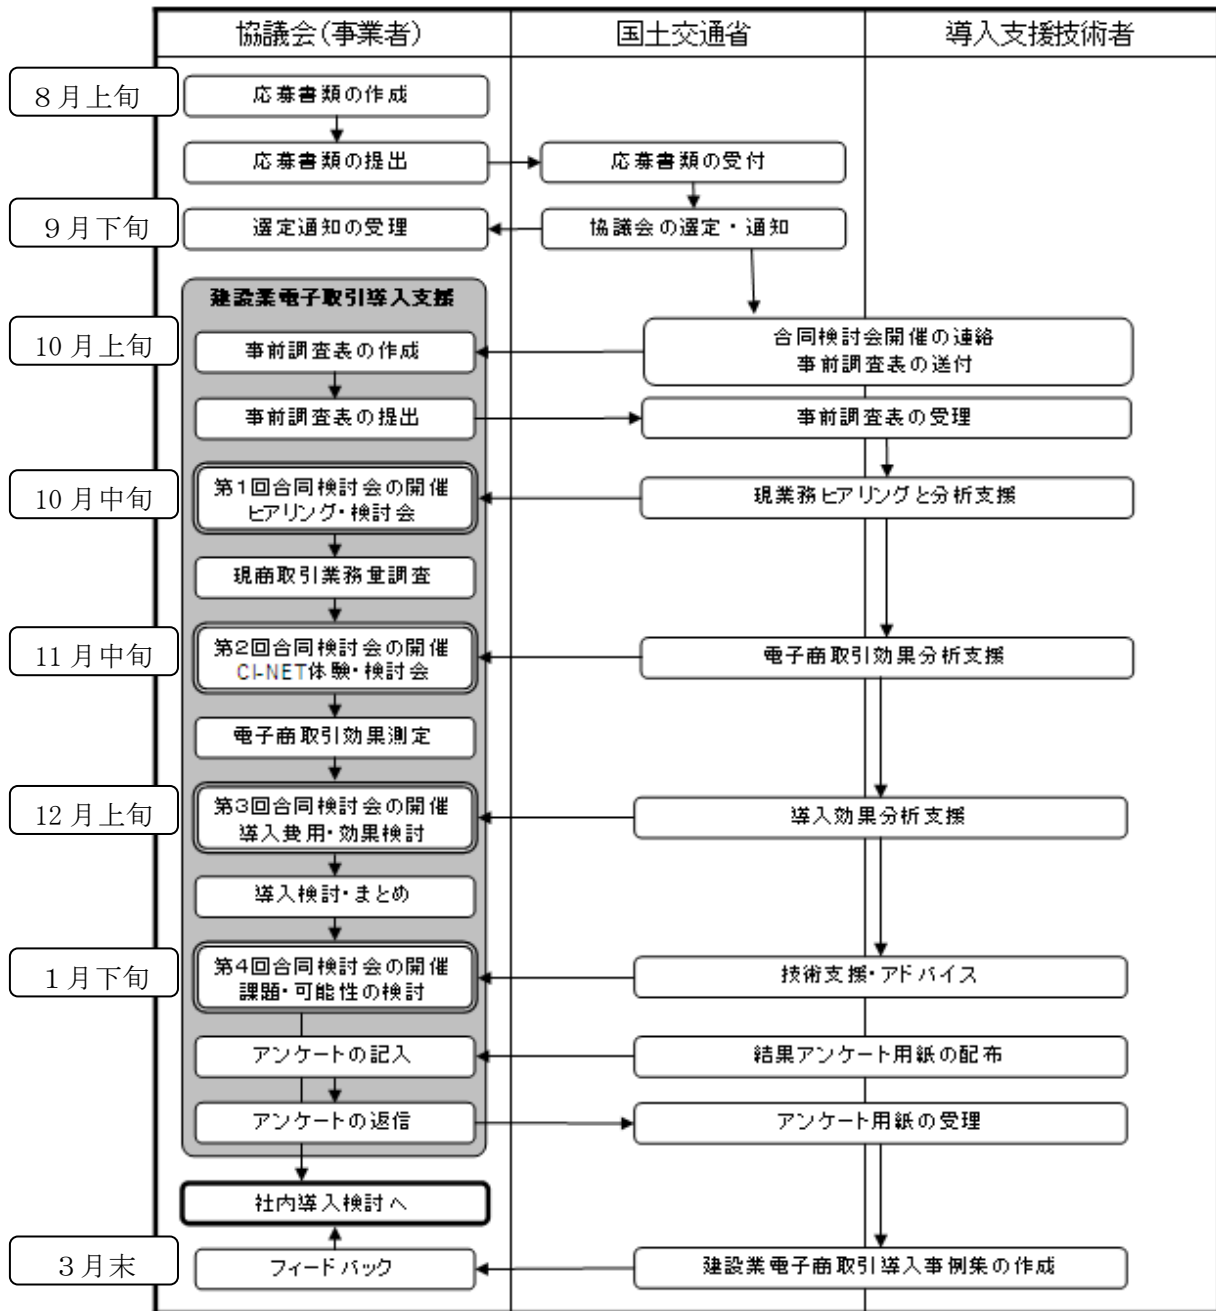 協議会(事業者)
国土交通省
導入支援技術者
8月上旬
応募書類の作成
応募書類の提出
応募書類の受付
9月下旬
選定通知の受理
協議会の選定・通知
建設業電子取引導入支援
10月上旬
事前調査表の作成
合同検討会開催の連絡
事前調査表の送付
事前調査表の提出
事前調査表の受理
10月中旬
第1回合同検討会の開催
ヒアリング・検討会
現業務ヒアリングと分析支援
現商取引業務量調査
11月中旬
第2回合同検討会の開催
CI-NET体験・検討会
電子商取引効果分析支援
電子商取引効果測定
12月上旬
第3回合同検討会の開催
導入費用・効果検討
導入効果分析支援
導入検討・まとめ
1月下旬
第4回合同検討会の開催
課題・可能性の検討
技術支援・アドバイス
アンケートの記入
結果アンケート用紙の配布
アンケートの返信
アンケート用紙の受理
社内導入検討へ
3月末
フィードバック
建設業電子商取引導入事例集の作成